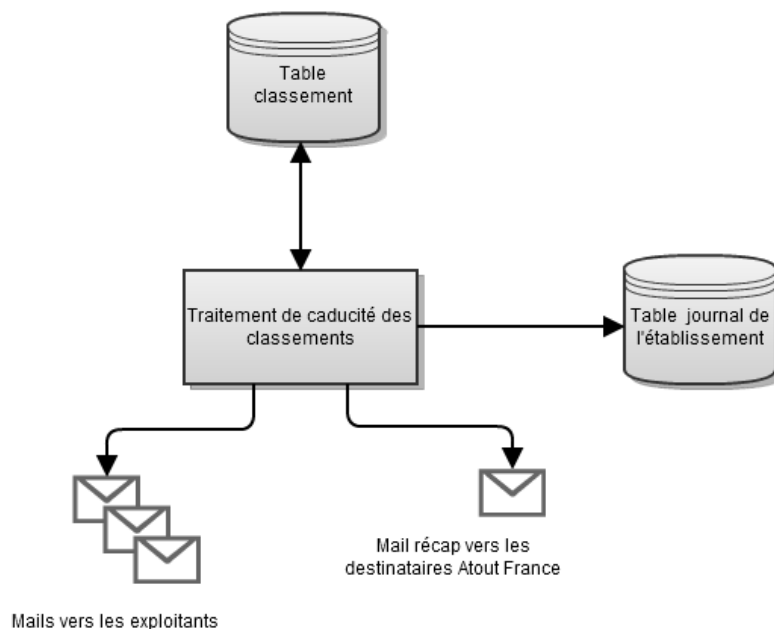 Table
classement
Traitement de caducité des
classements
Table journal de
l'établissement
Mail récap vers les
destinataires Atout France
Mails vers les exploitants